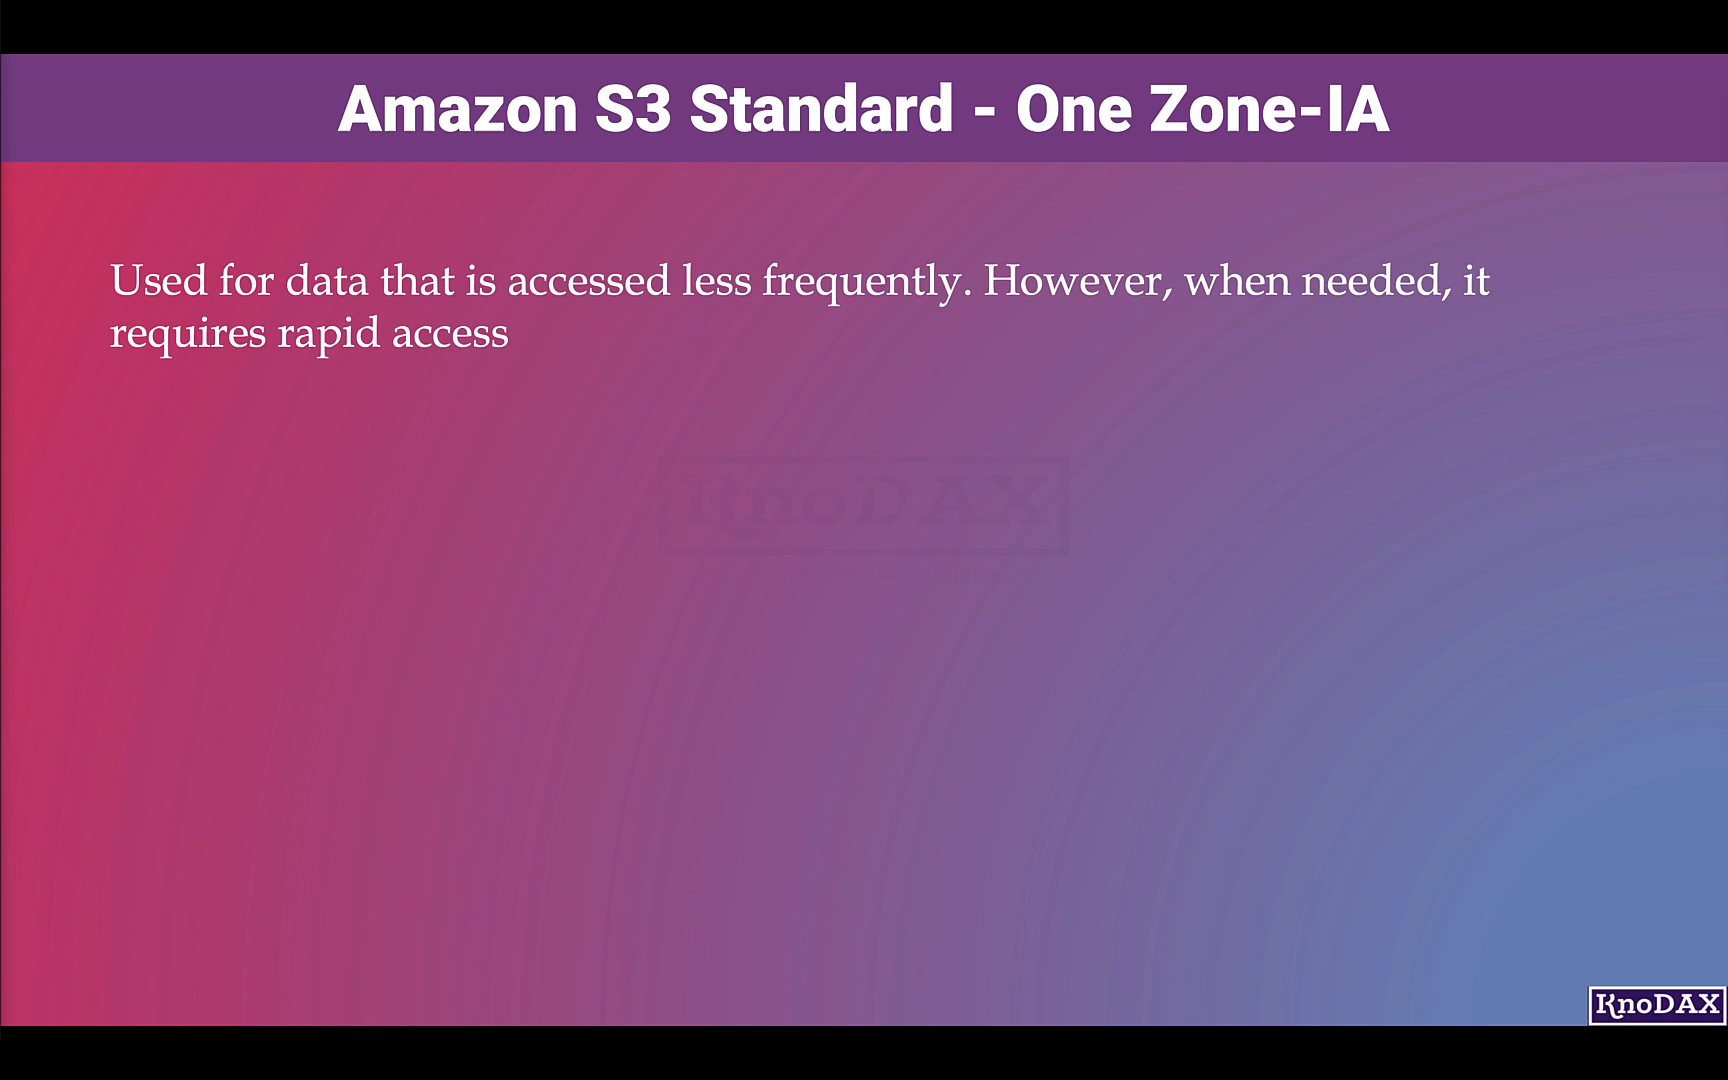 Amazon S3 Standard - One Zone-IA
Used for data that is accessed less frequently. However, when needed, it
requires rapid access
KnoDAX
KnoDAX